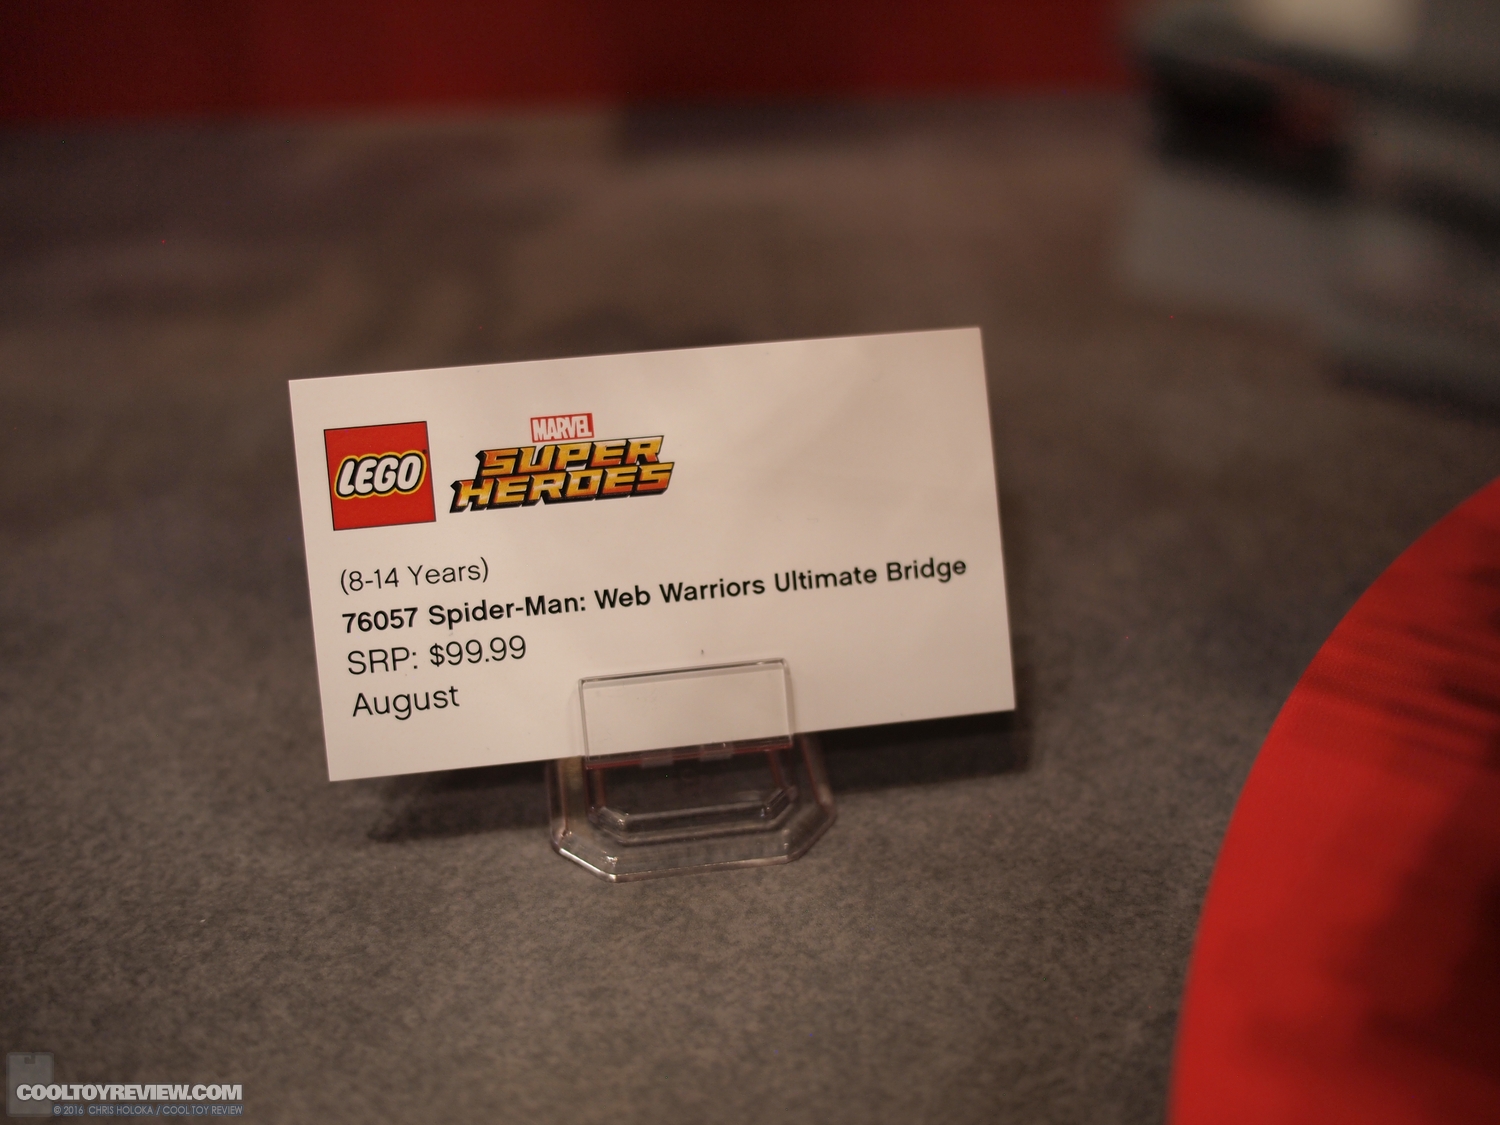 LEGO
MARVEL
SUPER
HEROES
(8-14 Years)
76057 Spider-Man: Web Warriors Ultimate Bridge
SRP: $99.99
August
COOLTOYREVIEW.COM
© 2016 CHRIS HOLOKA / COOL TOY REVIEW